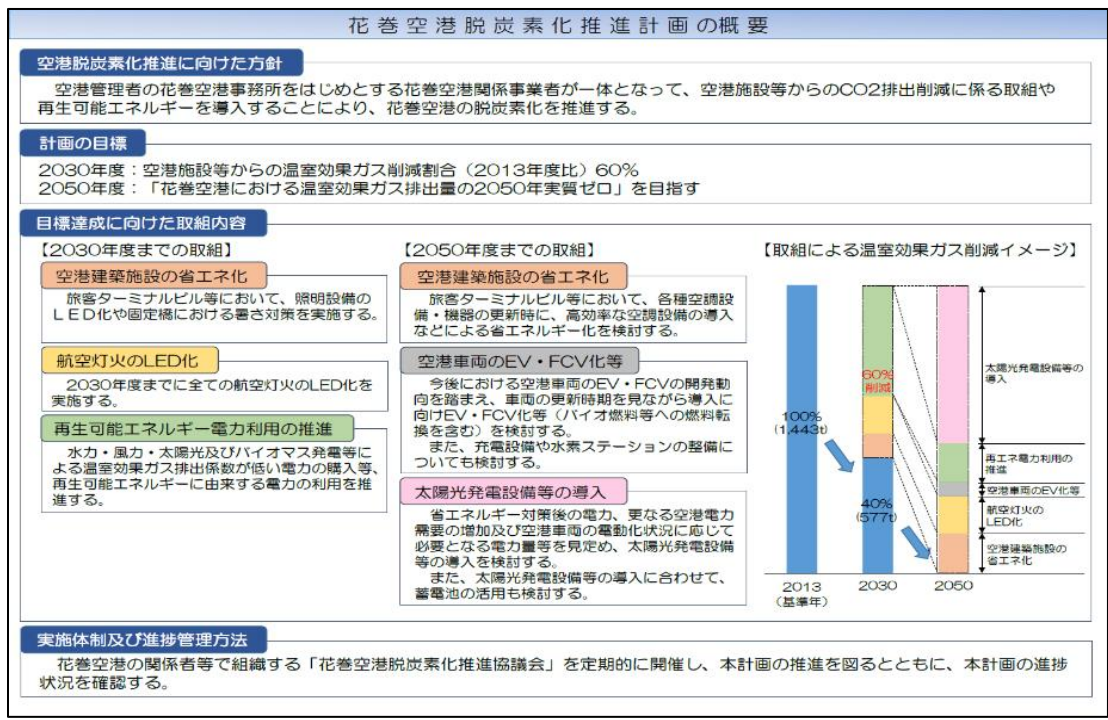 花巻空港脱炭素化推進計画の概要
空港脱炭素化推進に向けた方針
空港管理者の花巻空港事務所をはじめとする花巻空港関係事業者が一体となって、空港施設等からのCO2排出削減に係る取組や
再生可能エネルギーを導入することにより、花巻空港の脱炭素化を推進する。
計画の目標
2030年度：空港施設等からの温室効果ガス削減割合（2013年度比）60%
2050年度：「花巻空港における温室効果ガス排出量の2050年実質ゼロ」を目指す
目標達成に向けた取組内容
【2030年度までの取組】
空港建築施設の省エネ化
旅客ターミナルビル等において、照明設備の
LED化や固定橋における暑さ対策を実施する。
航空灯火のLED化
2030年度までに全ての航空灯火のLED化を
実施する。
再生可能エネルギー電力利用の推進
水力・風力・太陽光及びバイオマス発電等に
よる温室効果ガス排出係数が低い電力の購入等、
再生可能エネルギーに由来する電力の利用を推
進する。
【2050年度までの取組】
空港建築施設の省エネ化
旅客ターミナルビル等において、各種空調設
備・機器の更新時に、高効率な空調設備の導入
などによる省エネルギー化を検討する。
空港車両のEV・FCV化等
今後における空港車両のEV・FCVの開発動
向を踏まえ、車両の更新時期を見ながら導入に
向けEV・FCV化等（バイオ燃料等への燃料転
換を含む）を検討する。
また、充電設備や水素ステーションの整備に
ついても検討する。
太陽光発電設備等の導入
省エネルギー対策後の電力、更なる空港電力
需要の増加及び空港車両の電動化状況に応じて
必要となる電力量等を見定め、太陽光発電設備
等の導入を検討する。
また、太陽光発電設備等の導入に合わせて、
蓄電池の活用も検討する。
【取組による温室効果ガス削減イメージ】
100%
(1,443t)
60%
削減
40%
(577t)
太陽光発電設備等の
導入
再エネ電力利用の
推進
空港車両のEV化等
航空灯火の
LED化
空港建築施設の
省エネ化
2013
（基準年）
2030
2050
実施体制及び進捗管理方法
花巻空港の関係者等で組織する「花巻空港脱炭素化推進協議会」を定期的に開催し、本計画の推進を図るとともに、本計画の進捗
状況を確認する。